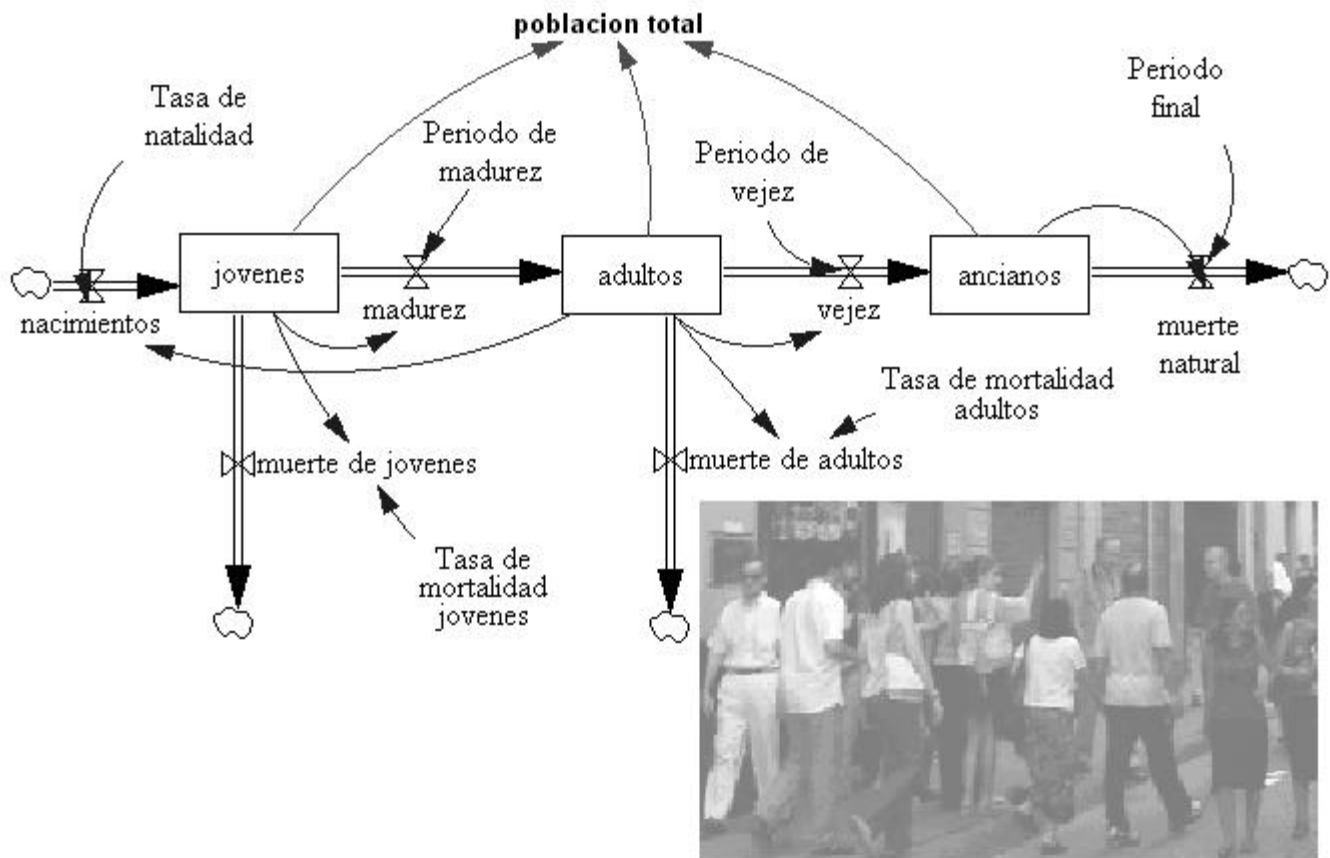 poblacion total
Tasa de
natalidad
Periodo de
madurez
Periodo de
vejez
Periodo
final
jovenes
adultos
ancianos
nacimientos
madurez
vejez
muerte
natural
Tasa de mortalidad
adultos
muerte de jovenes
muerte de adultos
Tasa de
mortalidad
jovenes